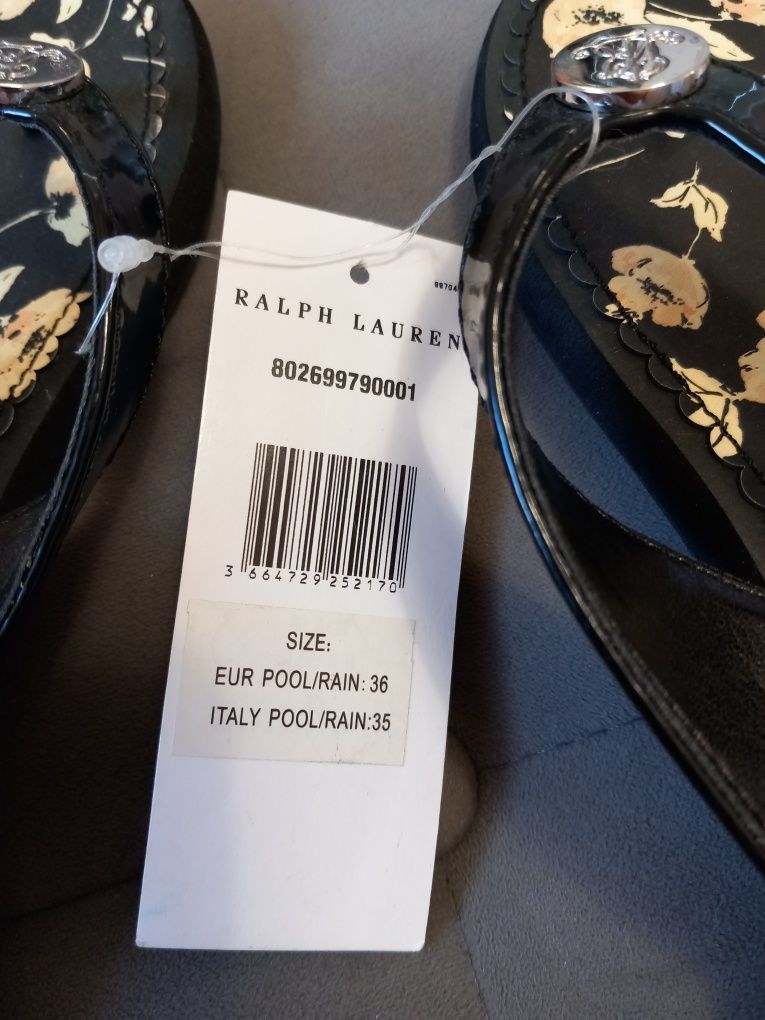 RALPH LAUREN
802699790001
3 664729 252170
SIZE:
EUR POOL/RAIN: 36
ITALY POOL/RAIN:35